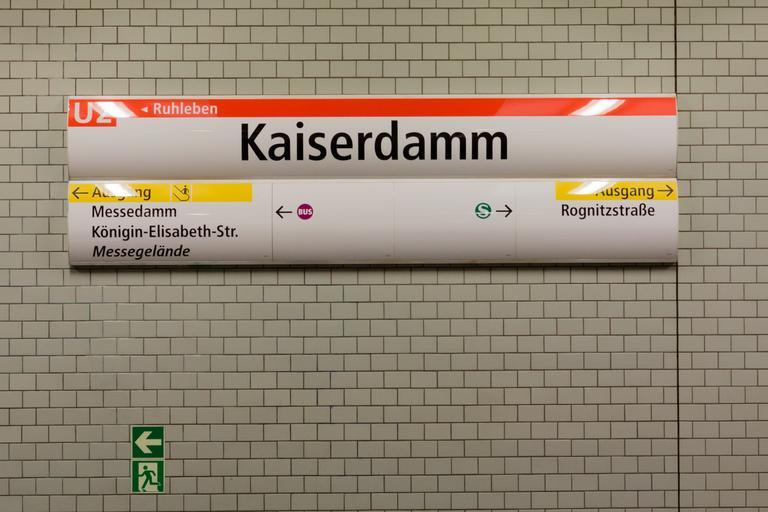 U2 ◄ Ruhleben
Kaiserdamm
← Ausgang
Messedamm
Königin-Elisabeth-Str.
Messegelände
← BUS
S →
Ausgang →
Rognitzstraße